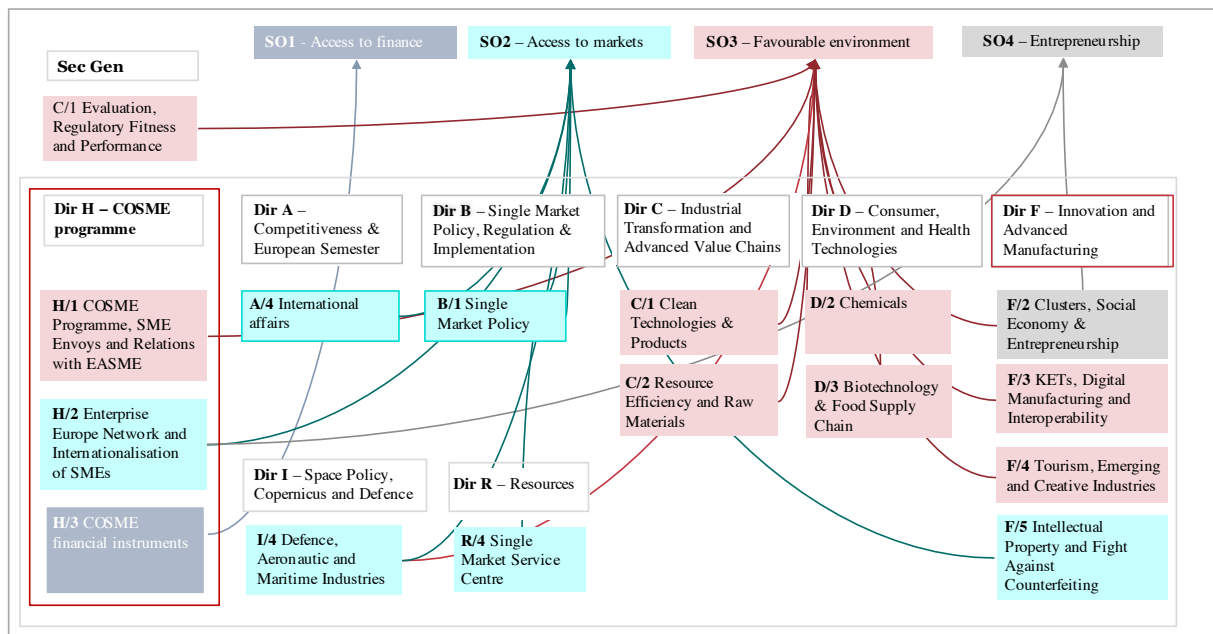 SO1 - Access to finance
SO2 – Access to markets
SO3 – Favourable environment
SO4 – Entrepreneurship
Sec Gen
C/1 Evaluation,
Regulatory Fitness
and Performance
Dir H – COSME
programme
Dir A –
Competitiveness &
European Semester
Dir B – Single Market
Policy, Regulation &
Implementation
Dir C – Industrial
Transformation and
Advanced Value Chains
Dir D – Consumer,
Environment and Health
Technologies
Dir F – Innovation and
Advanced
Manufacturing
H/1 COSME
Programme, SME
Envoys and Relations
with EASME
A/4 International
affairs
B/1 Single
Market Policy
C/1 Clean
Technologies &
Products
D/2 Chemicals
F/2 Clusters, Social
Economy &
Entrepreneurship
C/2 Resource
Efficiency and Raw
Materials
D/3 Biotechnology
& Food Supply
Chain
F/3 KETs, Digital
Manufacturing and
Interoperability
H/2 Enterprise
Europe Network and
Internationalisation
of SMEs
Dir I – Space Policy,
Copernicus and Defence
Dir R – Resources
F/4 Tourism, Emerging
and Creative Industries
H/3 COSME
financial instruments
I/4 Defence,
Aeronautic and
Maritime Industries
R/4 Single
Market Service
Centre
F/5 Intellectual
Property and Fight
Against
Counterfeiting